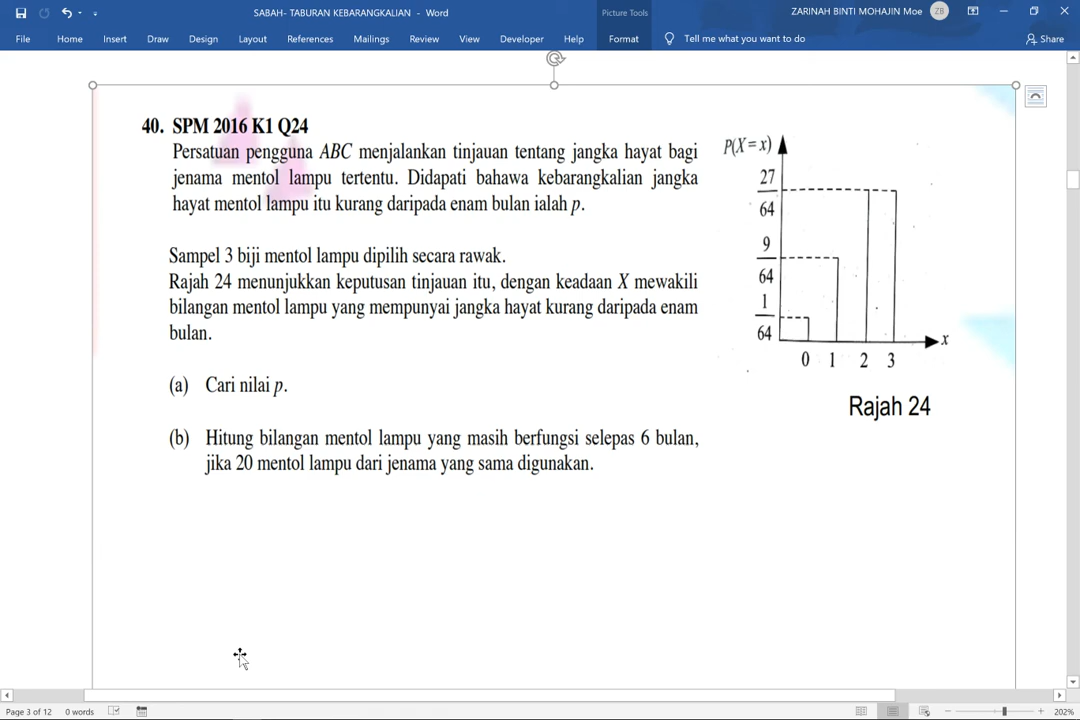 SABAH- TABURAN KEBARANGKALIAN - Word
Picture Tools
ZARINAH BINTI MOHAJIN Moe
ZB
File Home Insert Draw Design Layout References Mailings Review View Developer Help Format Tell me what you want to do Share
40. SPM 2016 K1 Q24
Persatuan pengguna ABC menjalankan tinjauan tentang jangka hayat bagi
jenama mentol lampu tertentu. Didapati bahawa kebarangkalian jangka
hayat mentol lampu itu kurang daripada enam bulan ialah p.
Sampel 3 biji mentol lampu dipilih secara rawak.
Rajah 24 menunjukkan keputusan tinjauan itu, dengan keadaan X mewakili
bilangan mentol lampu yang mempunyai jangka hayat kurang daripada enam
bulan.
(a) Cari nilai p.
(b) Hitung bilangan mentol lampu yang masih berfungsi selepas 6 bulan,
jika 20 mentol lampu dari jenama yang sama digunakan.
P(X = x)
27
64
9
64
1
64
x
0 1 2 3
Rajah 24
Page 3 of 12 0 words
202%